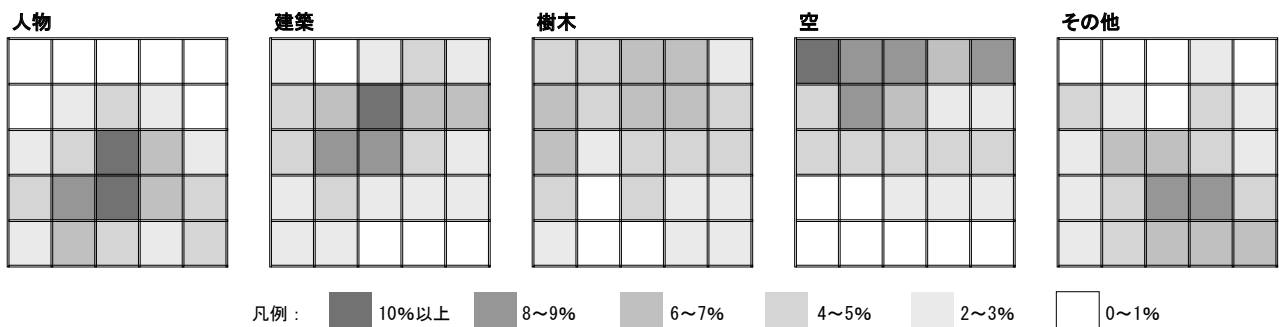 人物 建築 樹木 空 その他
凡例： 10%以上 8～9% 6～7% 4～5% 2～3% 0～1%